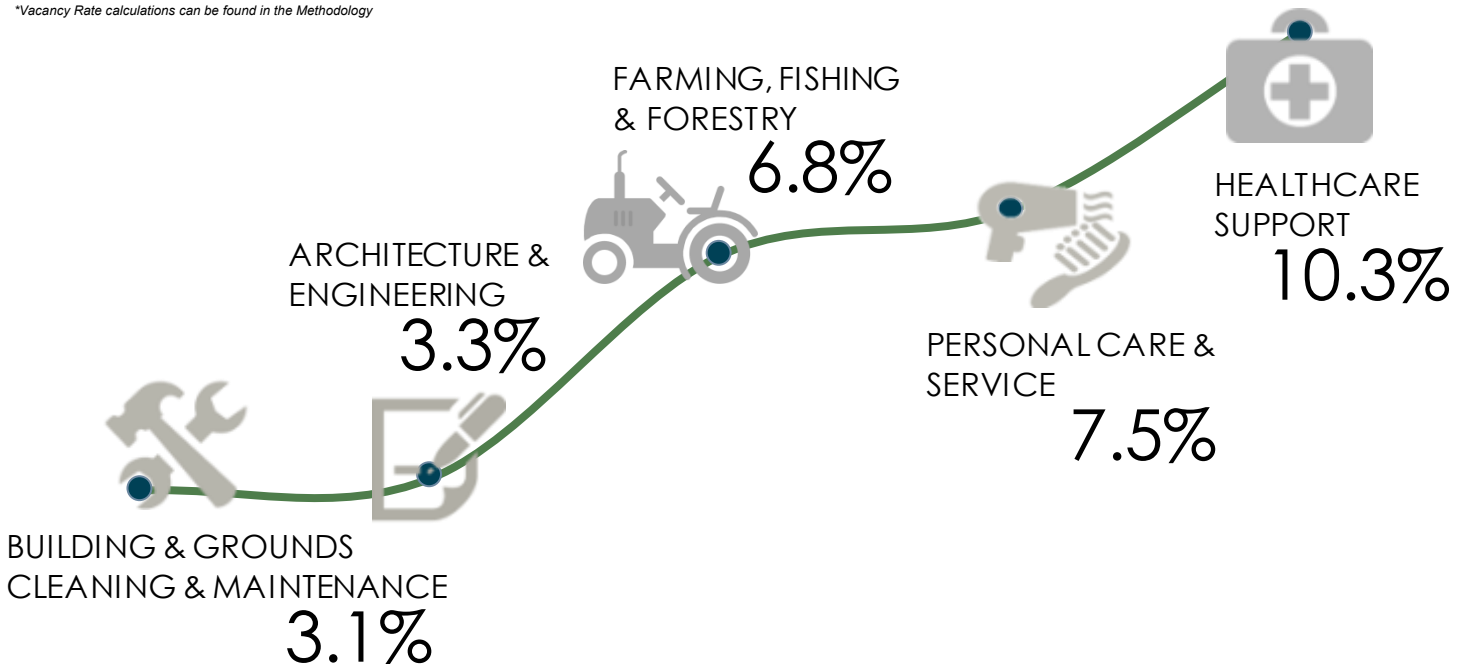 *Vacancy Rate calculations can be found in the Methodology
FARMING, FISHING
& FORESTRY
6.8%
HEALTHCARE
SUPPORT
10.3%
ARCHITECTURE &
ENGINEERING
3.3%
PERSONAL CARE &
SERVICE
7.5%
BUILDING & GROUNDS
CLEANING & MAINTENANCE
3.1%